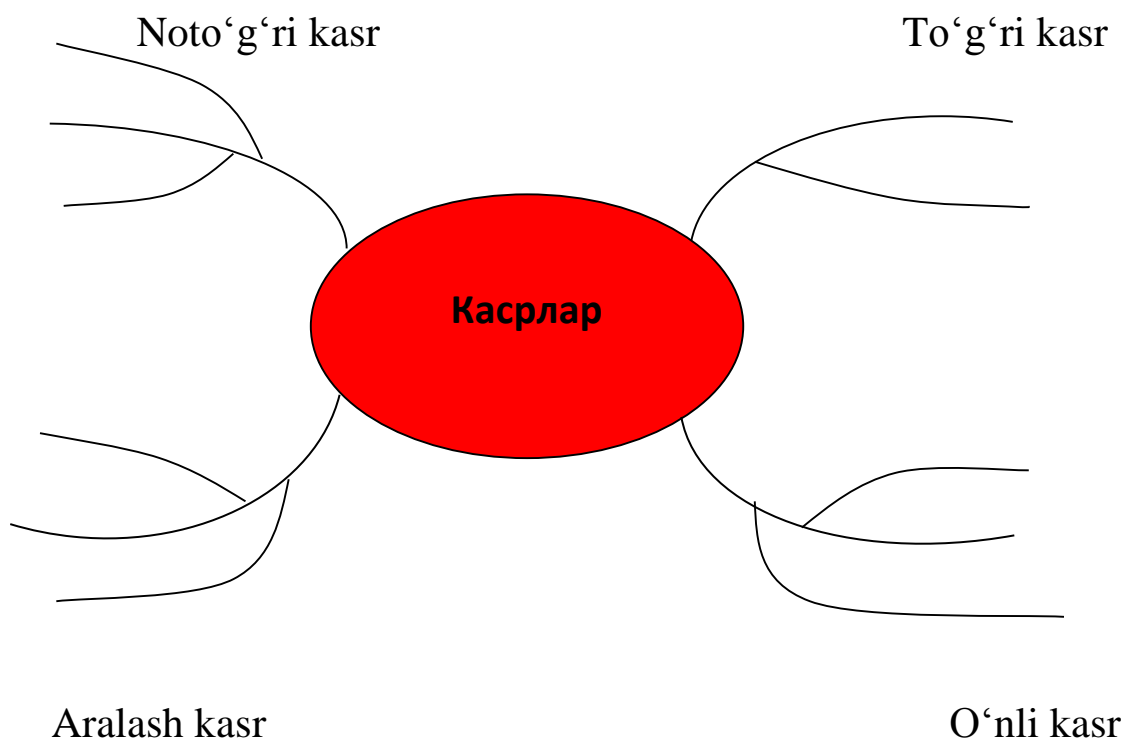 Noto‘g‘ri kasr
To‘g‘ri kasr
Касрлар
Aralash kasr
O‘nli kasr